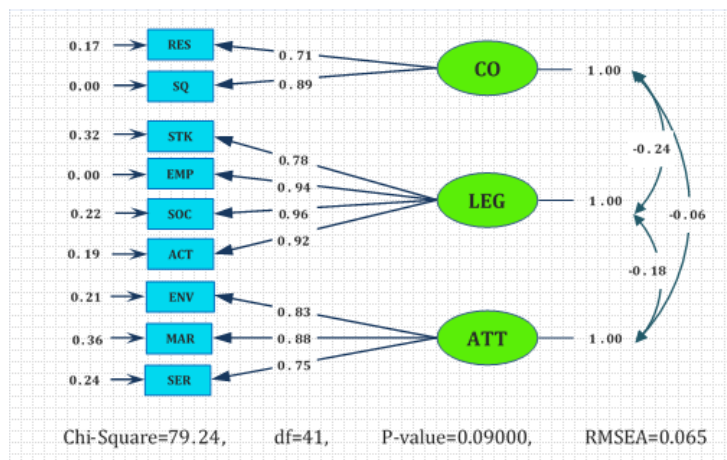 0.17 RES 0.71 CO 1.00
0.00 SQ 0.89
0.32 STK 0.78 -0.24
0.00 EMP 0.94
0.22 SOC 0.96 LEG 1.00 -0.06
0.19 ACT 0.92
0.21 ENV 0.83 -0.18
0.36 MAR 0.88 ATT 1.00
0.24 SER 0.75
Chi-Square=79.24, df=41, P-value=0.09000, RMSEA=0.065